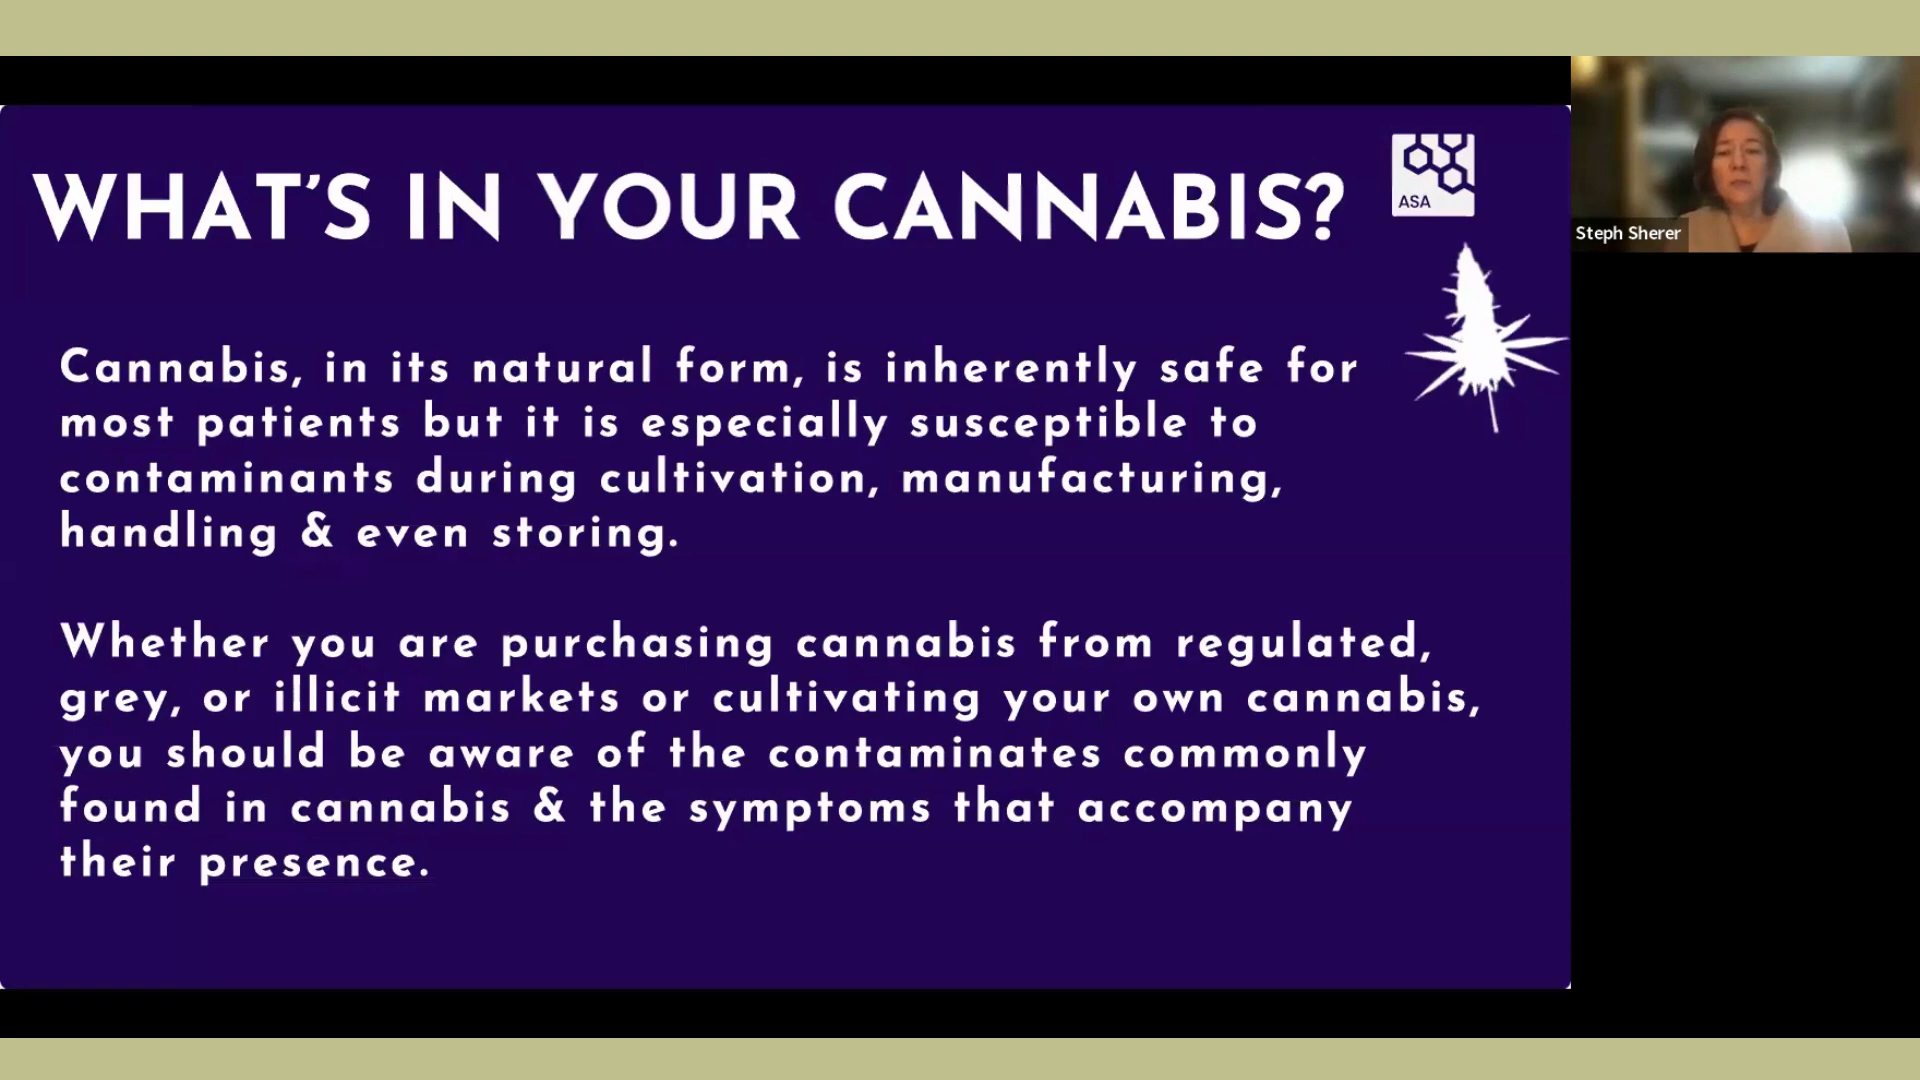 WHAT'S IN YOUR CANNABIS?
ASA
Steph Sherer
Cannabis, in its natural form, is inherently safe for
most patients but it is especially susceptible to
contaminants during cultivation, manufacturing,
handling & even storing.
Whether you are purchasing cannabis from regulated,
grey, or illicit markets or cultivating your own cannabis,
you should be aware of the contaminates commonly
found in cannabis & the symptoms that accompany
their presence.